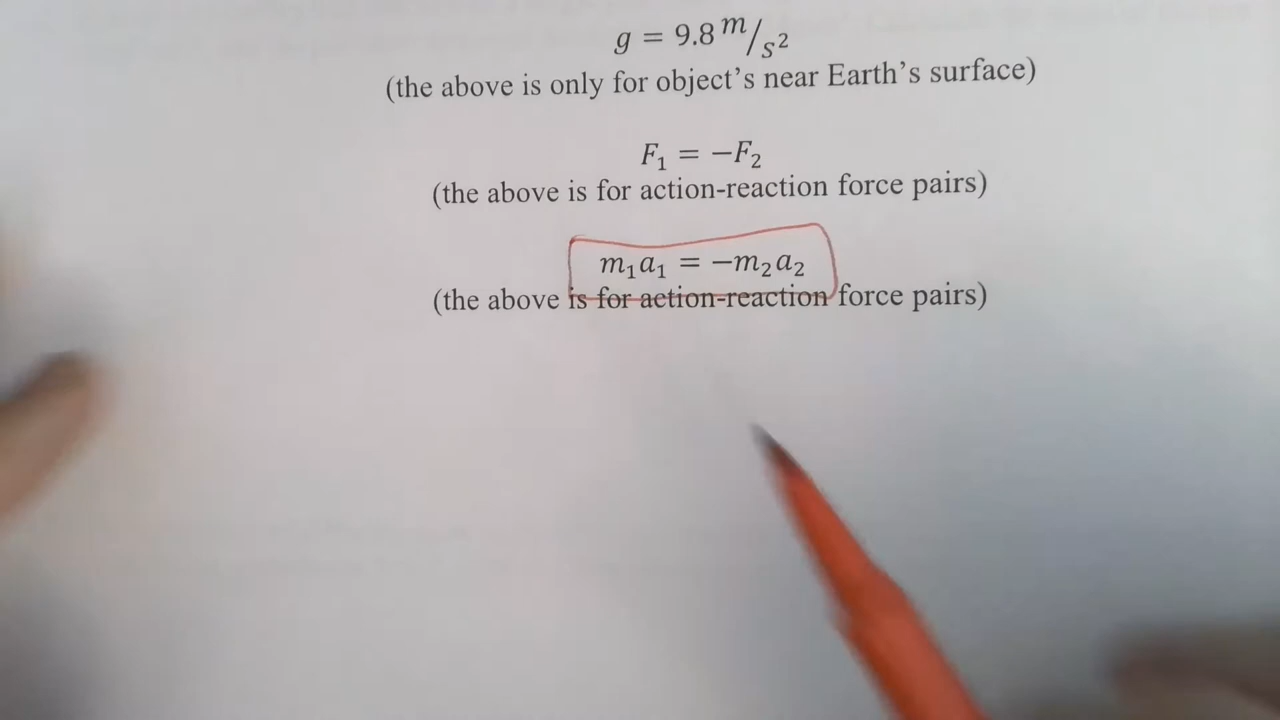 g = 9.8 m/s²
(the above is only for object's near Earth's surface)
F₁ = −F₂
(the above is for action-reaction force pairs)
m₁a₁ = −m₂a₂
(the above is for action-reaction force pairs)